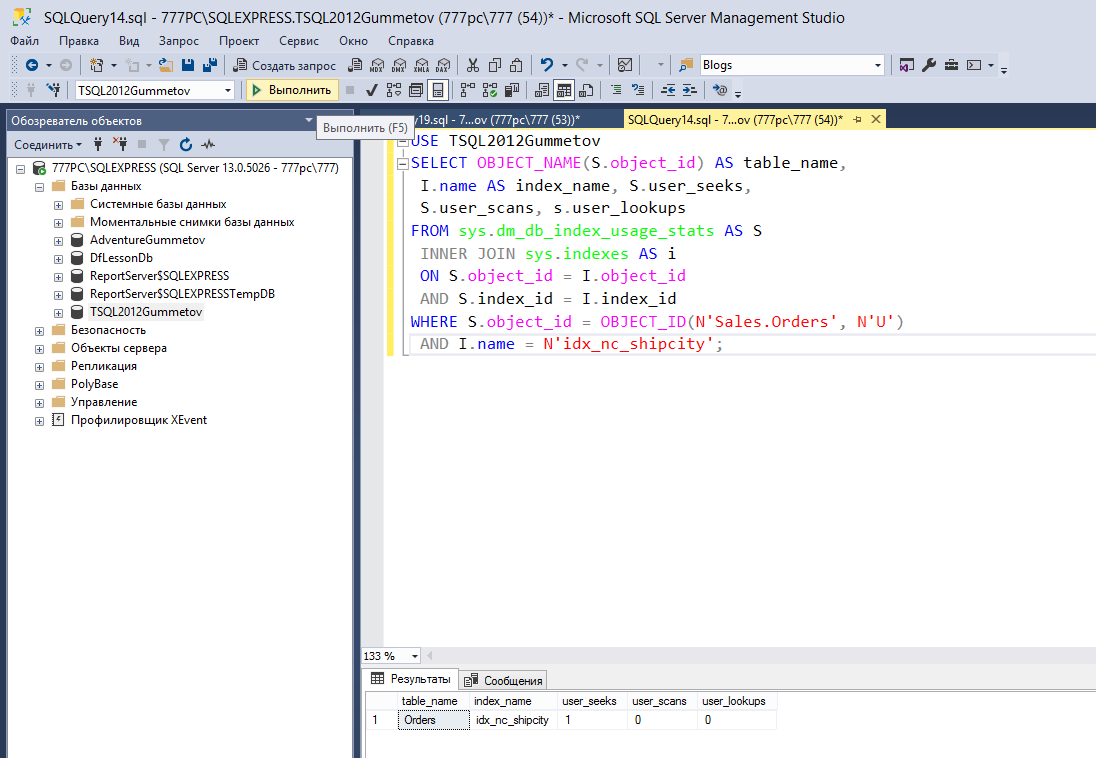 SQLQuery14.sql - 777PC\SQLEXPRESS.TSQL2012Gummetov (777pc\777 (54))* - Microsoft SQL Server Management Studio
Файл Правка Вид Запрос Проект Сервис Окно Справка
Создать запрос MDX DMX XMLA DAX Blogs
TSQL2012Gummetov Выполнить
Обозреватель объектов
y19.sql - 7...ov (777pc\777 (53))* SQLQuery14.sql - 7...ov (777pc\777 (54))*
Выполнить (F5)
Соединить
777PC\SQLEXPRESS (SQL Server 13.0.5026 - 777pc\777)
Базы данных
Системные базы данных
Моментальные снимки базы данных
AdventureGummetov
DfLessonDb
ReportServer$SQLEXPRESS
ReportServer$SQLEXPRESSTempDB
TSQL2012Gummetov
Безопасность
Объекты сервера
Репликация
PolyBase
Управление
Профилировщик XEvent
USE TSQL2012Gummetov
SELECT OBJECT_NAME(S.object_id) AS table_name,
I.name AS index_name, S.user_seeks,
S.user_scans, s.user_lookups
FROM sys.dm_db_index_usage_stats AS S
INNER JOIN sys.indexes AS i
ON S.object_id = I.object_id
AND S.index_id = I.index_id
WHERE S.object_id = OBJECT_ID(N'Sales.Orders', N'U')
AND I.name = N'idx_nc_shipcity';
133 %
Результаты Сообщения
table_name index_name user_seeks user_scans user_lookups
1 Orders idx_nc_shipcity 1 0 0